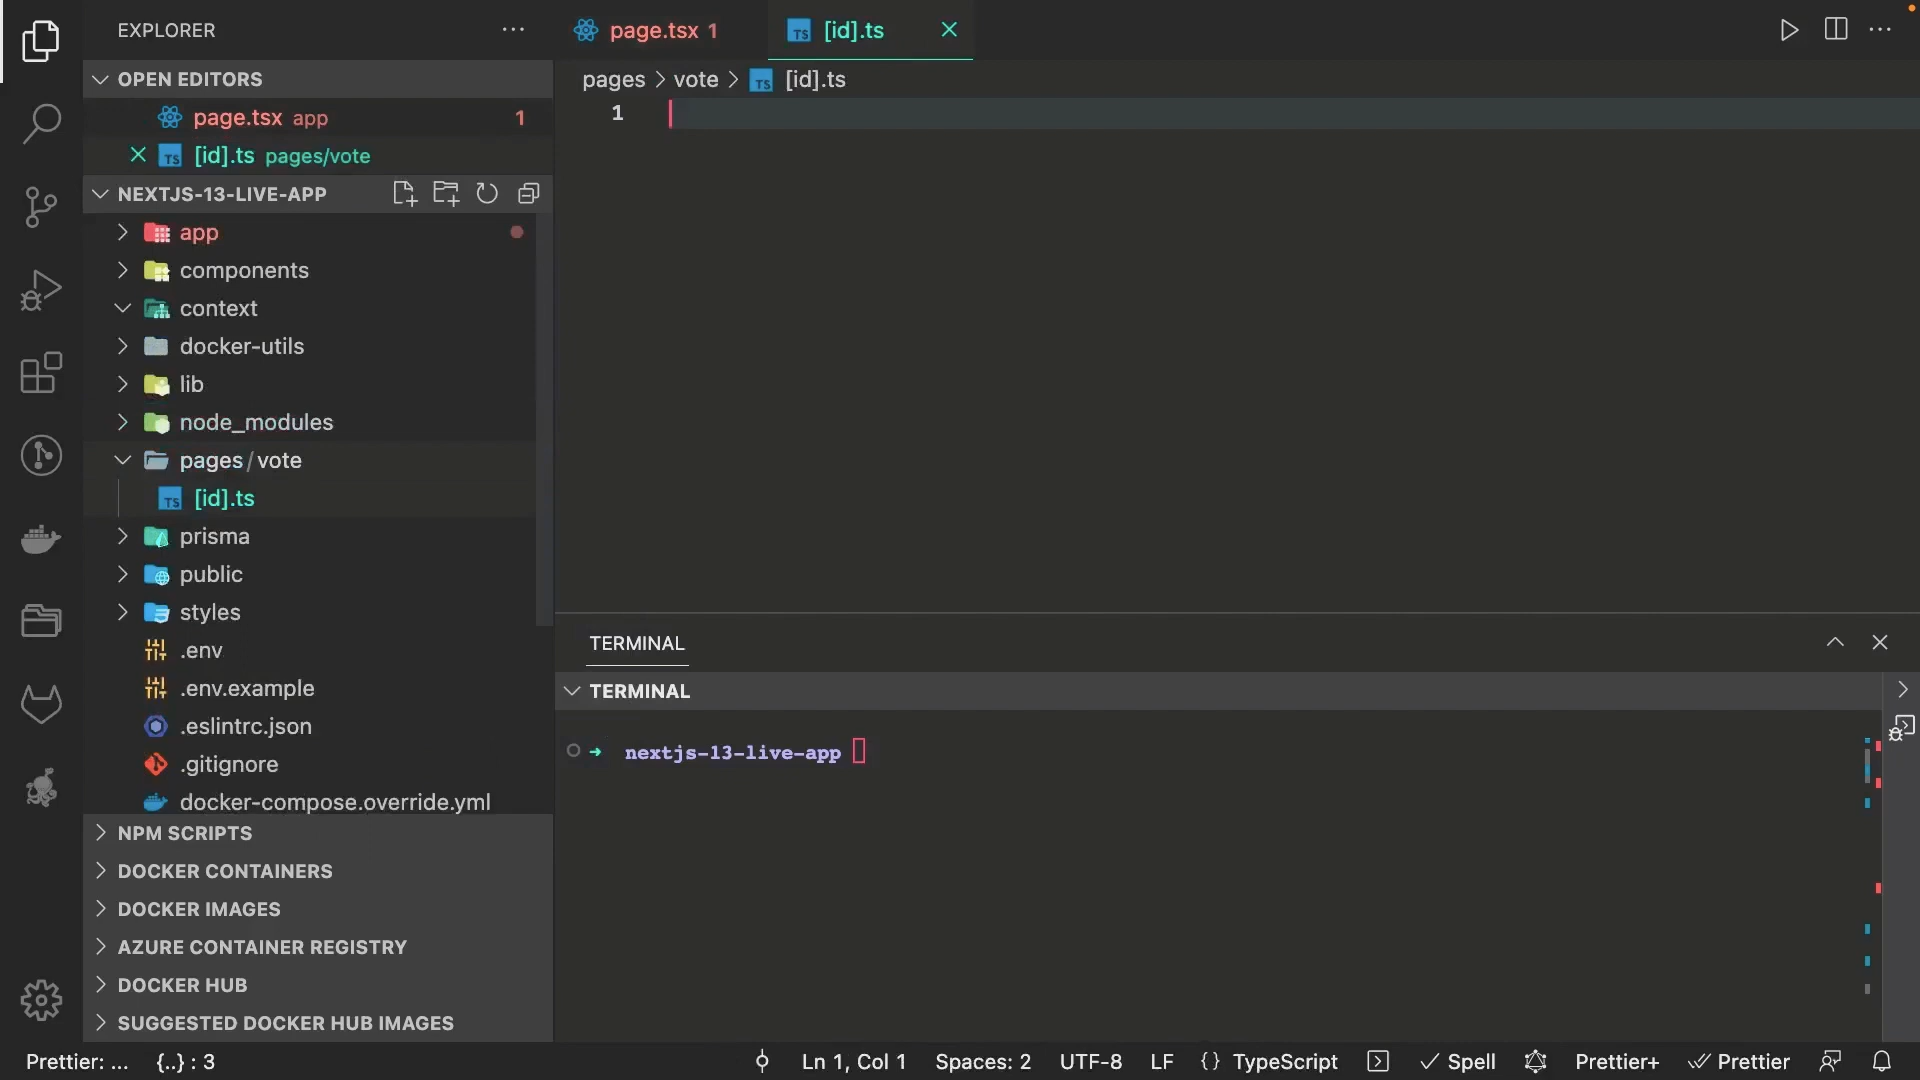 EXPLORER
page.tsx 1
[id].ts
OPEN EDITORS
page.tsx app 1
[id].ts pages/vote
NEXTJS-13-LIVE-APP
app
components
context
docker-utils
lib
node_modules
pages/vote
[id].ts
prisma
public
styles
.env
.env.example
.eslintrc.json
.gitignore
docker-compose.override.yml
NPM SCRIPTS
DOCKER CONTAINERS
DOCKER IMAGES
AZURE CONTAINER REGISTRY
DOCKER HUB
SUGGESTED DOCKER HUB IMAGES
pages > vote > TS [id].ts
1
TERMINAL
TERMINAL
➜ nextjs-13-live-app
Prettier: ... {..} : 3 Ln 1, Col 1 Spaces: 2 UTF-8 LF {} TypeScript Spell Prettier+ Prettier